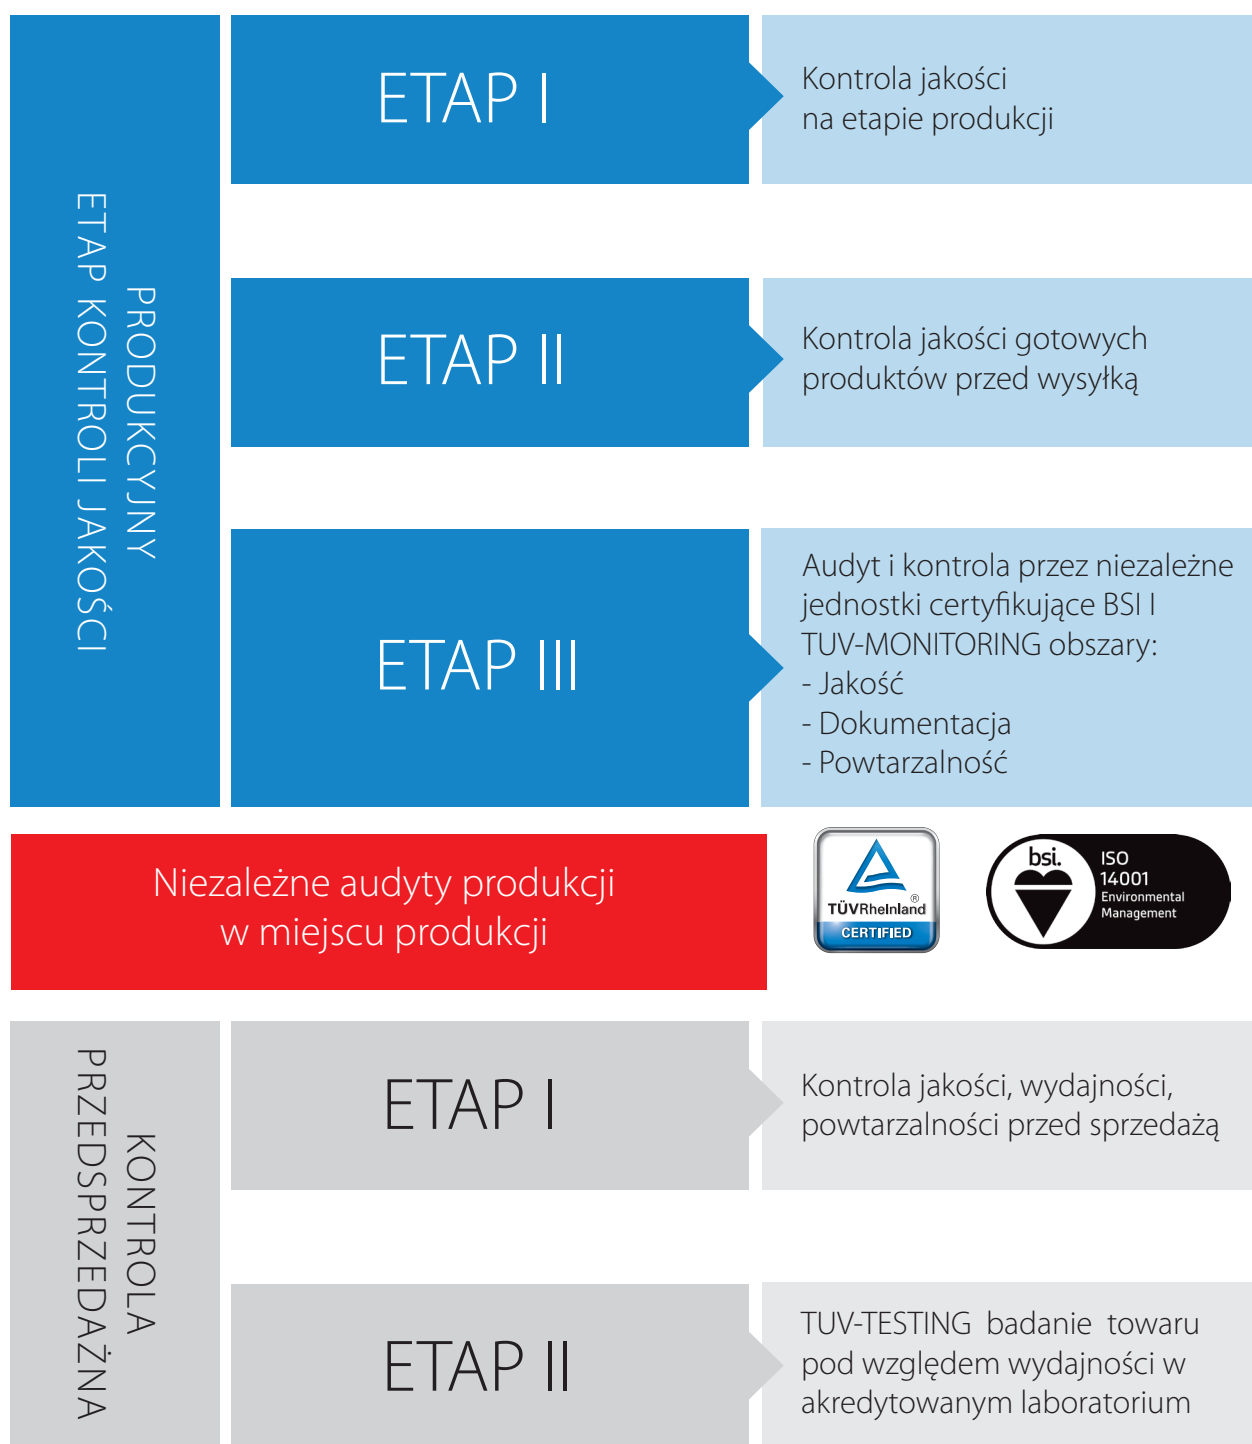 PRODUKCYJNY
ETAP KONTROLI JAKOŚCI
ETAP I
Kontrola jakości
na etapie produkcji
ETAP II
Kontrola jakości gotowych
produktów przed wysyłką
ETAP III
Audyt i kontrola przez niezależne
jednostki certyfikujące BSI I
TUV-MONITORING obszary:
- Jakość
- Dokumentacja
- Powtarzalność
Niezależne audyty produkcji
w miejscu produkcji
TÜVRheinland®
CERTIFIED
bsi.
ISO
14001
Environmental
Management
KONTROLA
PRZEDSPRZEDAŻNA
ETAP I
Kontrola jakości, wydajności,
powtarzalności przed sprzedażą
ETAP II
TUV-TESTING badanie towaru
pod względem wydajności w
akredytowanym laboratorium